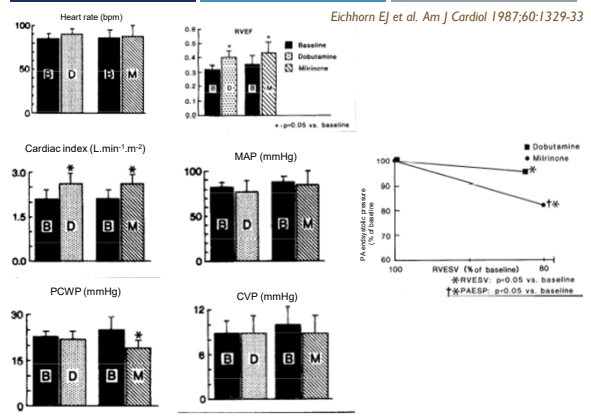 Eichhorn EJ et al. Am J Cardiol 1987;60:1329-33
Heart rate (bpm)
100
50
0
B D B M
RVEF
0.6
0.5
0.4
0.3
0.2
0.1
0.0
* *
B D B M
Baseline
Dobutamine
Milrinone
*-p<0.05 vs. baseline
Cardiac index (L.min-1.m-2)
3.0
1.5
0.0
* *
B D B M
MAP (mmHg)
100
50
0
B D B M
Dobutamine
Milrinone
PA endsystolic pressure
(% of baseline)
100
90
80
70
60
*
†*
100 RVESV (% of baseline) 80
*RVESV: p<0.05 vs. baseline
†*PAESP: p<0.05 vs. baseline
PCWP (mmHg)
30
15
0
*
B D B M
CVP (mmHg)
12
6
0
B D B M